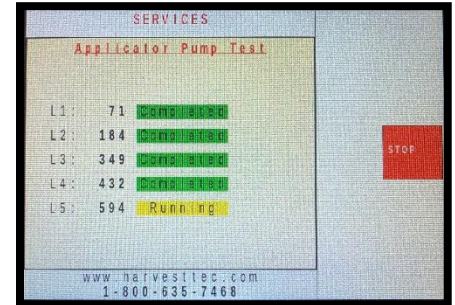 SERVICES
Applicator Pump Test
L1: 71 Completed
L2: 184 Completed
L3: 349 Completed
L4: 432 Completed
L5: 594 Running
STOP
www.harvesttec.com
1-800-635-7468